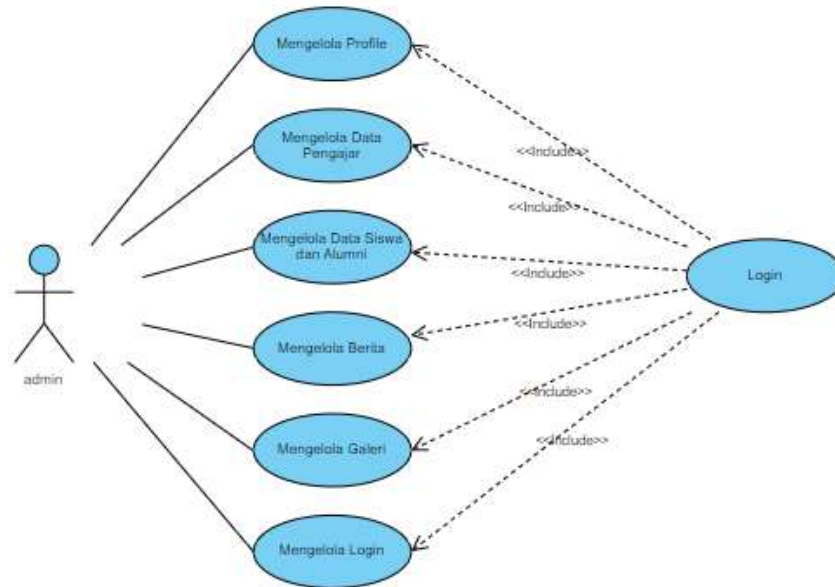 Mengelola Profile
<<Include>>
Mengelola Data
Pengajar
<<Include>>
Mengelola Data Siswa
dan Alumni
<<Include>>
Login
admin
Mengelola Berita
<<Include>>
Mengelola Galeri
<<Include>>
Mengelola Login
<<Include>>